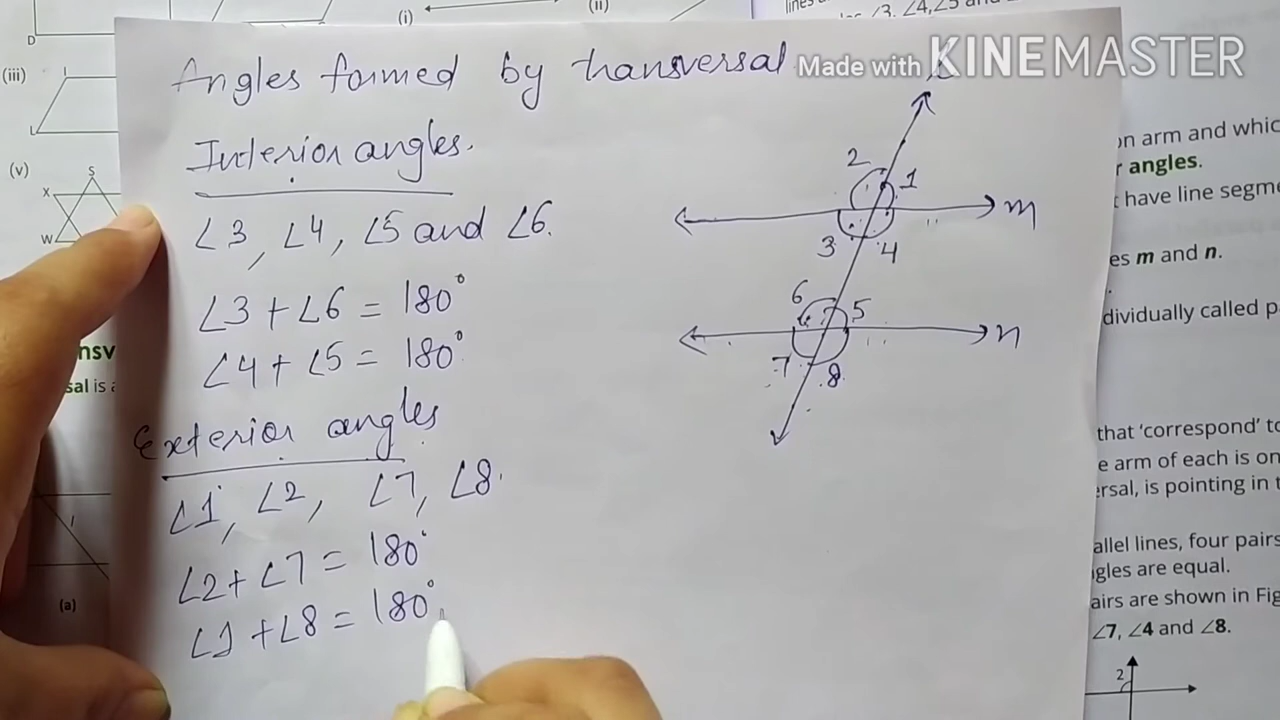 Angles formed by transversal
Made with KINEMASTER
Interior angles.
∠3, ∠4, ∠5 and ∠6.
∠3 + ∠6 = 180°
∠4 + ∠5 = 180°
Exterior angles
∠1, ∠2, ∠7, ∠8.
∠2 + ∠7 = 180°
∠1 + ∠8 = 180°
2 1
m
3 4
6 5
n
7 8
(i) (ii)
D
(iii)
L
(v)
S
X
W
nsv
sal is
(a)
∠3, ∠4, ∠5
on arm and whic
angles.
have line segme
es m and n.
dividually called p
that 'correspond' to
e arm of each is on
ersal, is pointing in t
allel lines, four pairs
gles are equal.
airs are shown in Fig
∠7, ∠4 and ∠8.
2